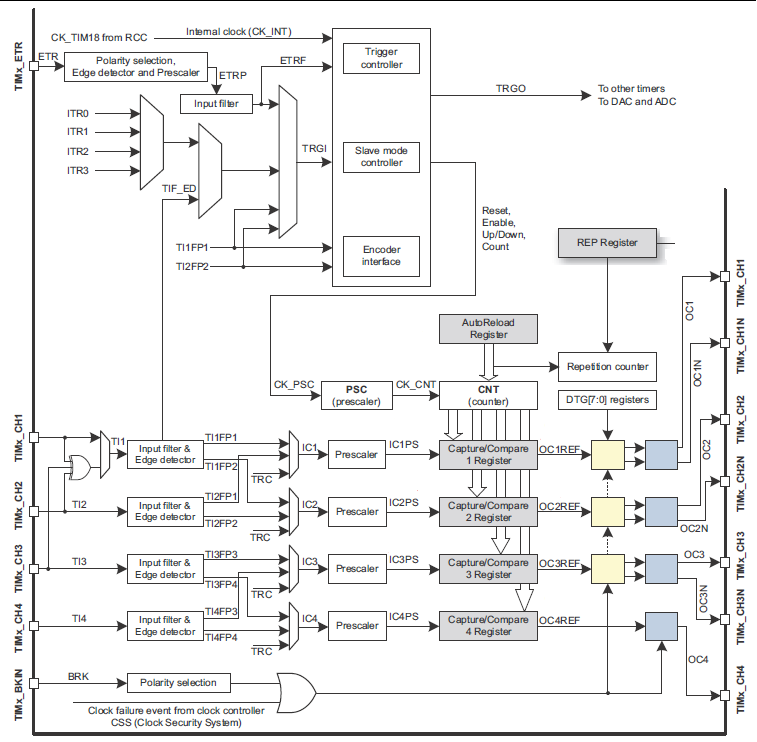 CK_TIM18 from RCC
Internal clock (CK_INT)
TIMx_ETR
ETR
Polarity selection,
Edge detector and Prescaler
ETRP
Input filter
ETRF
Trigger
controller
TRGO
To other timers
To DAC and ADC
ITR0
ITR1
ITR2
ITR3
TIF_ED
TRGI
Slave mode
controller
Reset,
Enable,
Up/Down,
Count
TI1FP1
TI2FP2
Encoder
interface
REP Register
AutoReload
Register
Repetition counter
CK_PSC
PSC
(prescaler)
CK_CNT
CNT
(counter)
DTG[7:0] registers
TIMx_CH1
TI1
Input filter &
Edge detector
TI1FP1
TI1FP2
TRC
IC1
Prescaler
IC1PS
Capture/Compare
1 Register
OC1REF
OC1
TIMx_CH1
OC1N
TIMx_CH1N
TIMx_CH2
TI2
Input filter &
Edge detector
TI2FP1
TI2FP2
TRC
IC2
Prescaler
IC2PS
Capture/Compare
2 Register
OC2REF
OC2
TIMx_CH2
OC2N
TIMx_CH2N
TIMx_CH3
TI3
Input filter &
Edge detector
TI3FP3
TI3FP4
TRC
IC3
Prescaler
IC3PS
Capture/Compare
3 Register
OC3REF
OC3
TIMx_CH3
OC3N
TIMx_CH3N
TIMx_CH4
TI4
Input filter &
Edge detector
TI4FP3
TI4FP4
TRC
IC4
Prescaler
IC4PS
Capture/Compare
4 Register
OC4REF
OC4
TIMx_CH4
TIMx_BKIN
BRK
Polarity selection
Clock failure event from clock controller
CSS (Clock Security System)